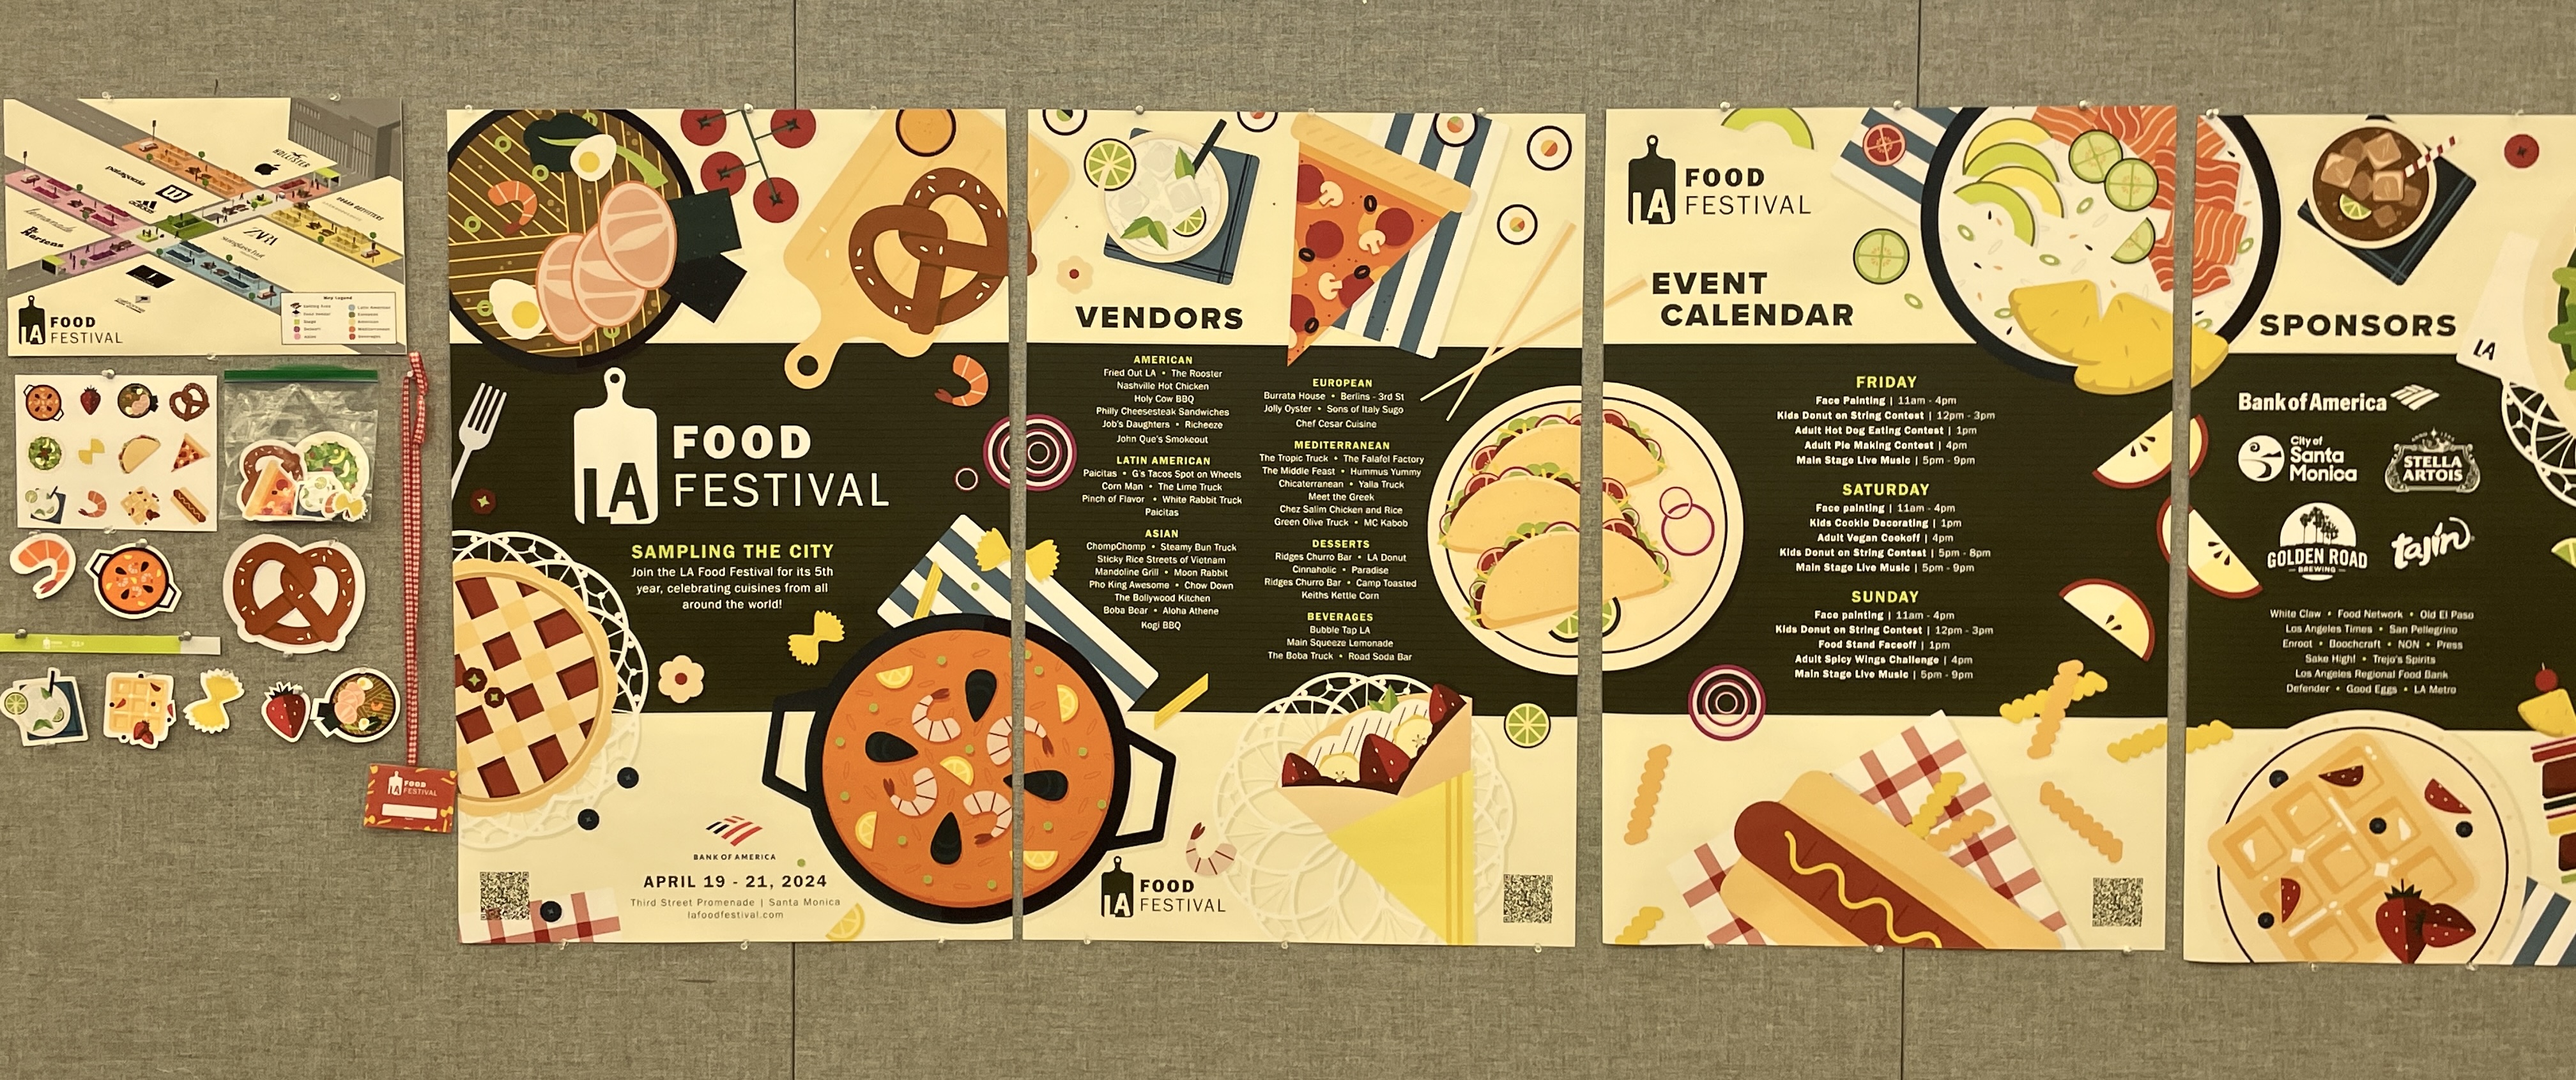 HOLLISTER
patagonia
adidas
URBAN OUTFITTERS
ZARA
Map Legend
LA FOOD
FESTIVAL
LA FOOD
FESTIVAL
LA FOOD
FESTIVAL
SAMPLING THE CITY
Join the LA Food Festival for its 5th
year, celebrating cuisines from all
around the world!
BANK OF AMERICA
APRIL 19 - 21, 2024
Third Street Promenade | Santa Monica
lafoodfestival.com
VENDORS
AMERICAN
Fried Out LA • The Rooster
Nashville Hot Chicken
Holy Cow BBQ
Philly Cheesesteak Sandwiches
Job's Daughters • Richeeze
John Que's Smokeout
LATIN AMERICAN
Paicitas • G's Tacos Spot on Wheels
Corn Man • The Lime Truck
Pinch of Flavor • White Rabbit Truck
Paicitas
ASIAN
ChompChomp • Steamy Bun Truck
Sticky Rice Streets of Vietnam
Mandoline Grill • Moon Rabbit
Pho King Awesome • Chow Down
The Bollywood Kitchen
Boba Bear • Aloha Athene
Kogi BBQ
EUROPEAN
Burrata House • Berlins - 3rd St
Jolly Oyster • Sons of Italy Sugo
Chef Cesar Cuisine
MEDITERRANEAN
The Tropic Truck • The Falafel Factory
The Middle Feast • Hummus Yummy
Chicaterranean • Yalla Truck
Meet the Greek
Chez Salim Chicken and Rice
Green Olive Truck • MC Kabob
DESSERTS
Ridges Churro Bar • LA Donut
Cinnaholic • Paradise
Ridges Churro Bar • Camp Toasted
Keiths Kettle Corn
BEVERAGES
Bubble Tap LA
Main Squeeze Lemonade
The Boba Truck • Road Soda Bar
LA FOOD
FESTIVAL
LA FOOD
FESTIVAL
EVENT
CALENDAR
FRIDAY
Face Painting | 11am - 4pm
Kids Donut on String Contest | 12pm - 3pm
Adult Hot Dog Eating Contest | 1pm
Adult Pie Making Contest | 4pm
Main Stage Live Music | 5pm - 9pm
SATURDAY
Face painting | 11am - 4pm
Kids Cookie Decorating | 1pm
Adult Vegan Cookoff | 4pm
Kids Donut on String Contest | 5pm - 8pm
Main Stage Live Music | 5pm - 9pm
SUNDAY
Face painting | 11am - 4pm
Kids Donut on String Contest | 12pm - 3pm
Food Stand Faceoff | 1pm
Adult Spicy Wings Challenge | 4pm
Main Stage Live Music | 5pm - 9pm
SPONSORS
LA
Bank of America
City of
Santa
Monica
STELLA
ARTOIS
GOLDEN ROAD
BREWING
tajín
White Claw • Food Network • Old El Paso
Los Angeles Times • San Pellegrino
Enroot • Boochcraft • NON • Press
Sake High! • Trejo's Spirits
Los Angeles Regional Food Bank
Defender • Good Eggs • LA Metro